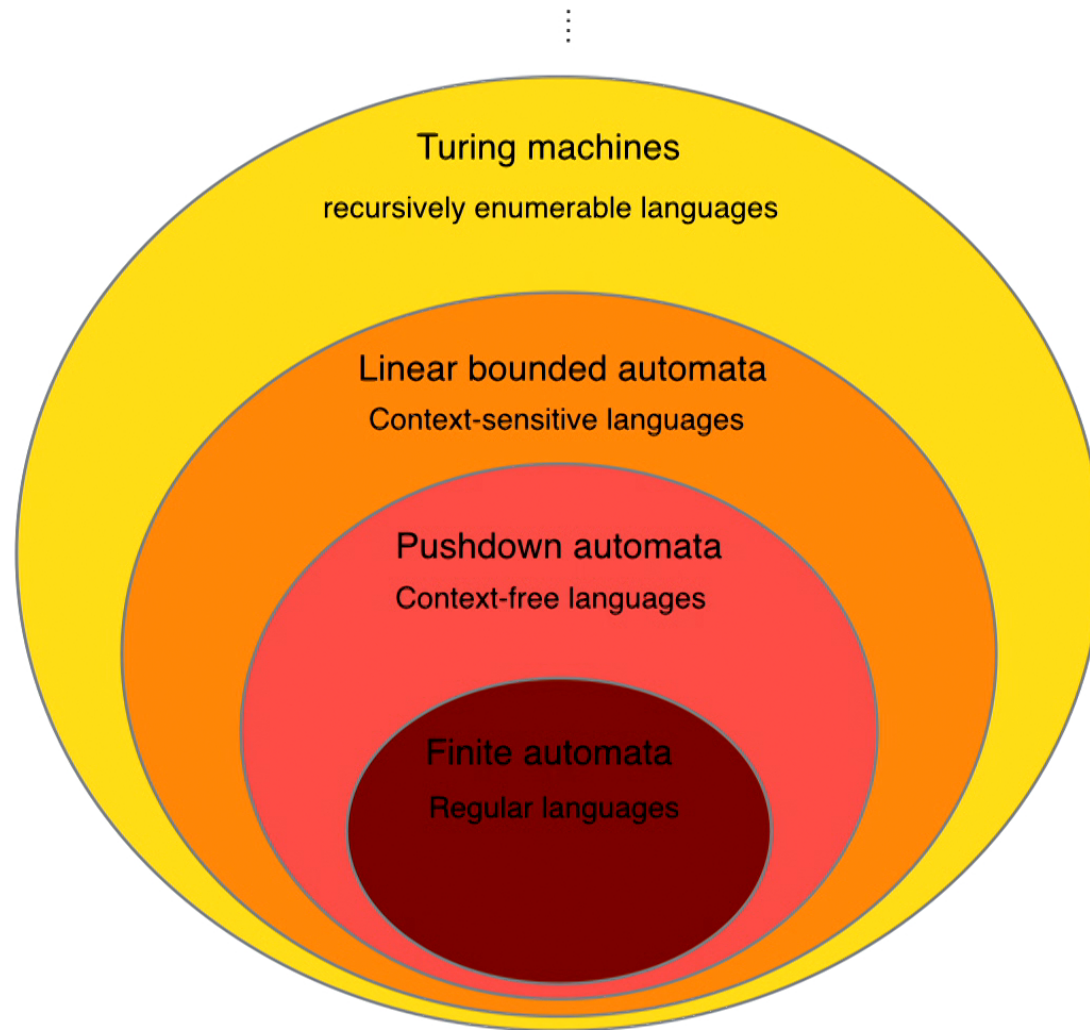 ⋮
Turing machines
recursively enumerable languages
Linear bounded automata
Context-sensitive languages
Pushdown automata
Context-free languages
Finite automata
Regular languages